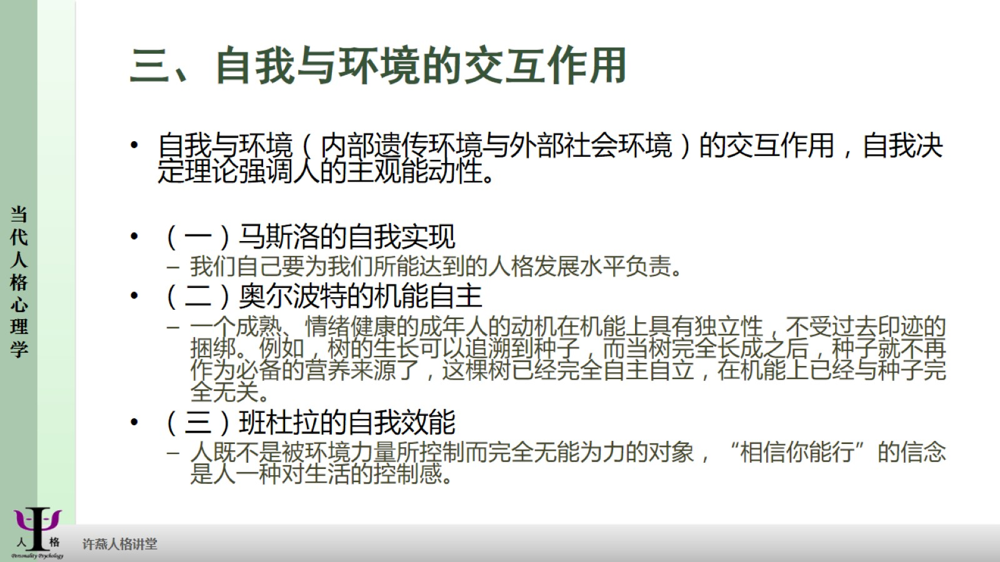 三、自我与环境的交互作用
• 自我与环境（内部遗传环境与外部社会环境）的交互作用，自我决
定理论强调人的主观能动性。
• （一）马斯洛的自我实现
– 我们自己要为我们所能达到的人格发展水平负责。
• （二）奥尔波特的机能自主
– 一个成熟、情绪健康的成年人的动机在机能上具有独立性，不受过去印迹的
捆绑。例如，树的生长可以追溯到种子，而当树完全长成之后，种子就不再
作为必备的营养来源了，这棵树已经完全自主自立，在机能上已经与种子完
全无关。
• （三）班杜拉的自我效能
– 人既不是被环境力量所控制而完全无能为力的对象，“相信你能行”的信念
是人一种对生活的控制感。
当代人格心理学
人 格
Personality Psychology
许燕人格讲堂